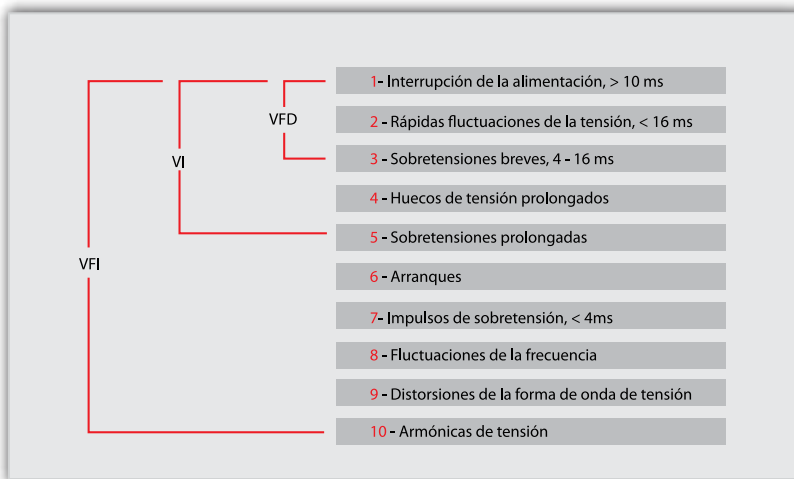 1- Interrupción de la alimentación, > 10 ms
VFD
2 - Rápidas fluctuaciones de la tensión, < 16 ms
3 - Sobretensiones breves, 4 - 16 ms
VI
4 - Huecos de tensión prolongados
5 - Sobretensiones prolongadas
VFI
6 - Arranques
7- Impulsos de sobretensión, < 4ms
8 - Fluctuaciones de la frecuencia
9 - Distorsiones de la forma de onda de tensión
10 - Armónicas de tensión